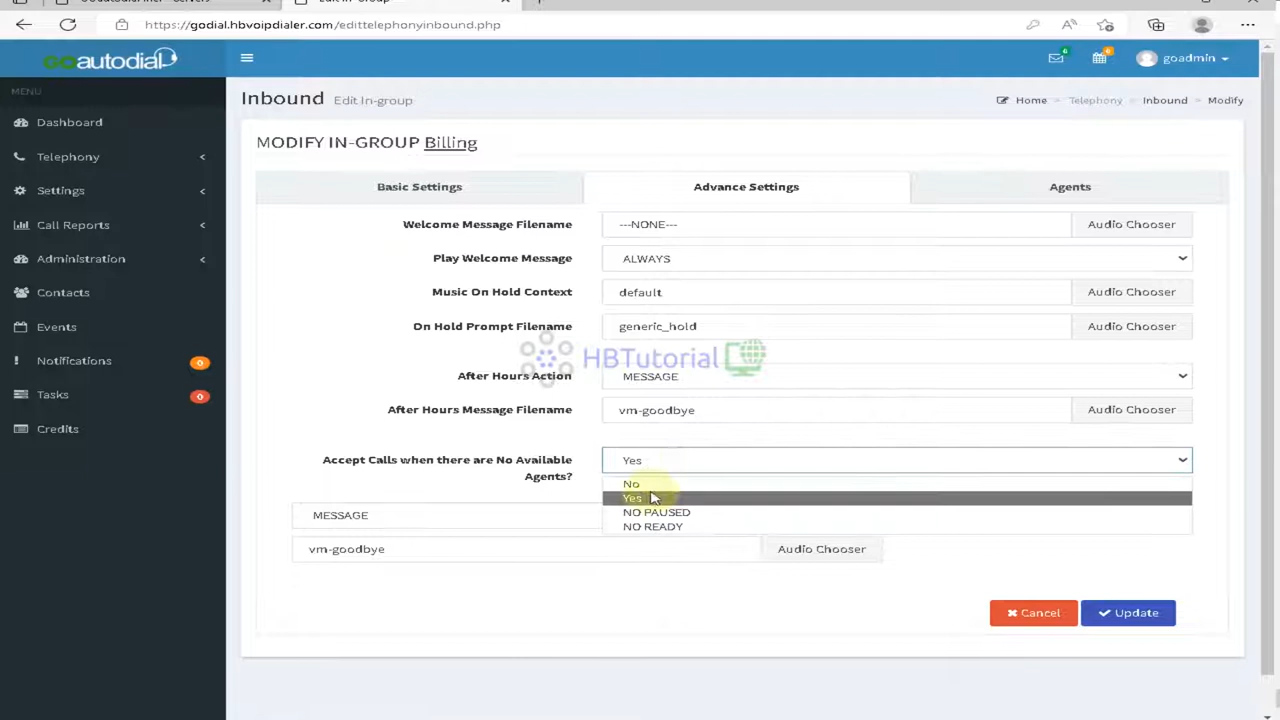 https://godial.hbvoipdialer.com/edittelephonyinbound.php
goautodial
6
6
goadmin
MENU
Dashboard
Telephony
Settings
Call Reports
Administration
Contacts
Events
Notifications
0
Tasks
0
Credits
Inbound Edit In-group
Home > Telephony > Inbound > Modify
MODIFY IN-GROUP Billing
Basic Settings
Advance Settings
Agents
Welcome Message Filename
---NONE---
Audio Chooser
Play Welcome Message
ALWAYS
Music On Hold Context
default
Audio Chooser
On Hold Prompt Filename
generic_hold
Audio Chooser
HBTutorial
After Hours Action
MESSAGE
After Hours Message Filename
vm-goodbye
Audio Chooser
Accept Calls when there are No Available
Agents?
Yes
No
Yes
NO PAUSED
NO READY
MESSAGE
vm-goodbye
Audio Chooser
Cancel
Update